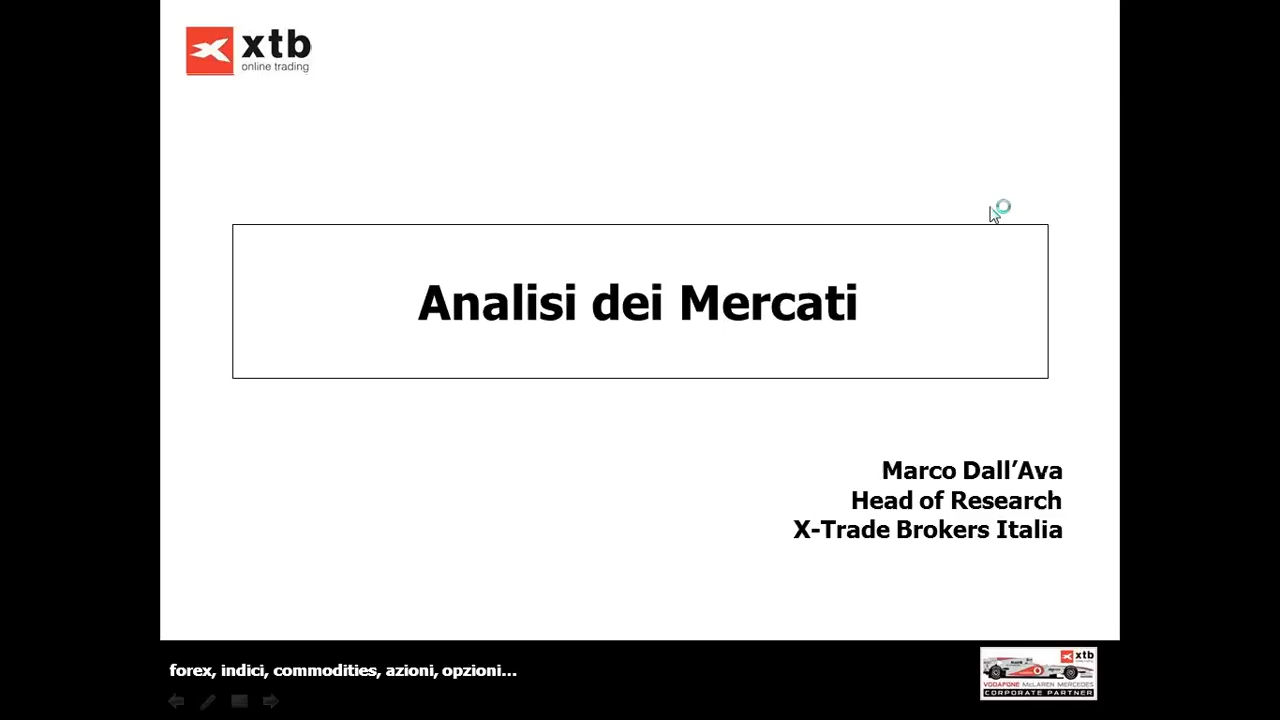 xtb
online trading
Analisi dei Mercati
Marco Dall’Ava
Head of Research
X-Trade Brokers Italia
forex, indici, commodities, azioni, opzioni...
xtb
VODAFONE McLAREN MERCEDES
CORPORATE PARTNER